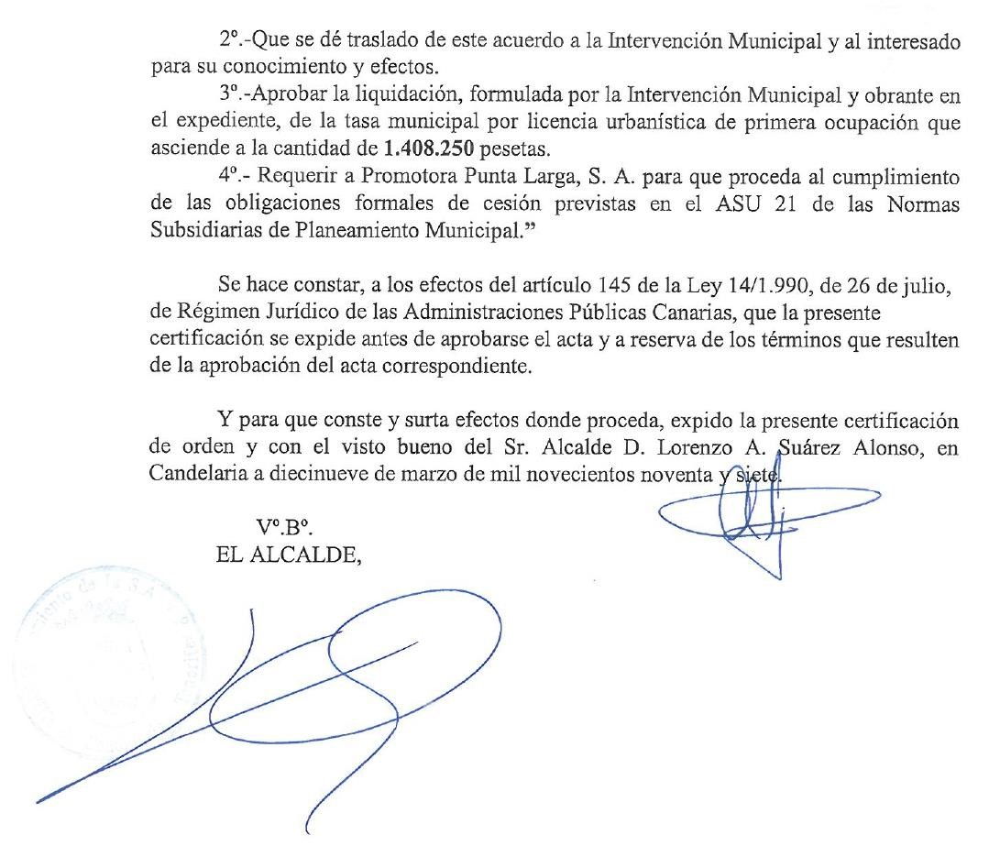 2º.-Que se dé traslado de este acuerdo a la Intervención Municipal y al interesado
para su conocimiento y efectos.
3º.-Aprobar la liquidación, formulada por la Intervención Municipal y obrante en
el expediente, de la tasa municipal por licencia urbanística de primera ocupación que
asciende a la cantidad de 1.408.250 pesetas.
4º.- Requerir a Promotora Punta Larga, S. A. para que proceda al cumplimiento
de las obligaciones formales de cesión previstas en el ASU 21 de las Normas
Subsidiarias de Planeamiento Municipal.”
Se hace constar, a los efectos del artículo 145 de la Ley 14/1.990, de 26 de julio,
de Régimen Jurídico de las Administraciones Públicas Canarias, que la presente
certificación se expide antes de aprobarse el acta y a reserva de los términos que resulten
de la aprobación del acta correspondiente.
Y para que conste y surta efectos donde proceda, expido la presente certificación
de orden y con el visto bueno del Sr. Alcalde D. Lorenzo A. Suárez Alonso, en
Candelaria a diecinueve de marzo de mil novecientos noventa y siete.
Vº.Bº.
EL ALCALDE,
de la
Tenerife